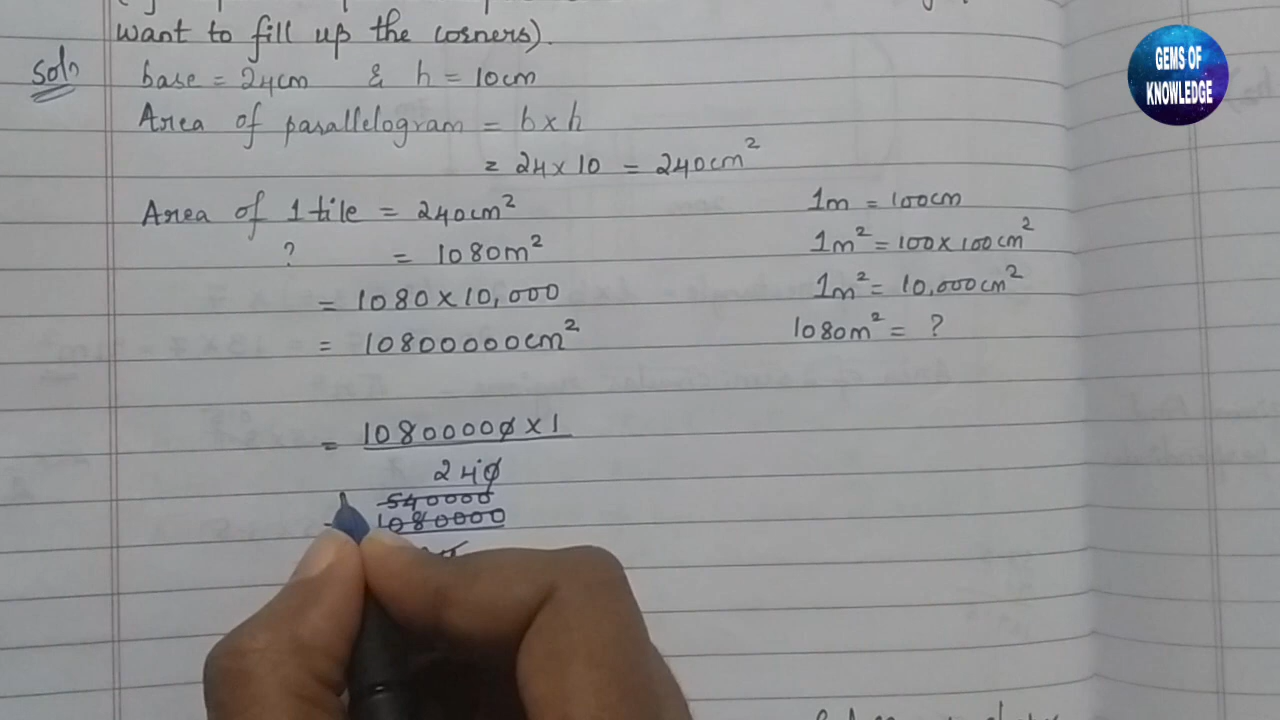 want to fill up the corners).
Soln
base = 24cm & h = 10cm
Area of parallelogram = b×h
= 24×10 = 240cm²
Area of 1 tile = 240cm²
? = 1080m²
= 1080×10,000
= 10800000cm²
1m = 100cm
1m² = 100×100cm²
1m² = 10,000cm²
1080m² = ?
= 10800000×1
240
540000
1080000
GEMS OF
KNOWLEDGE